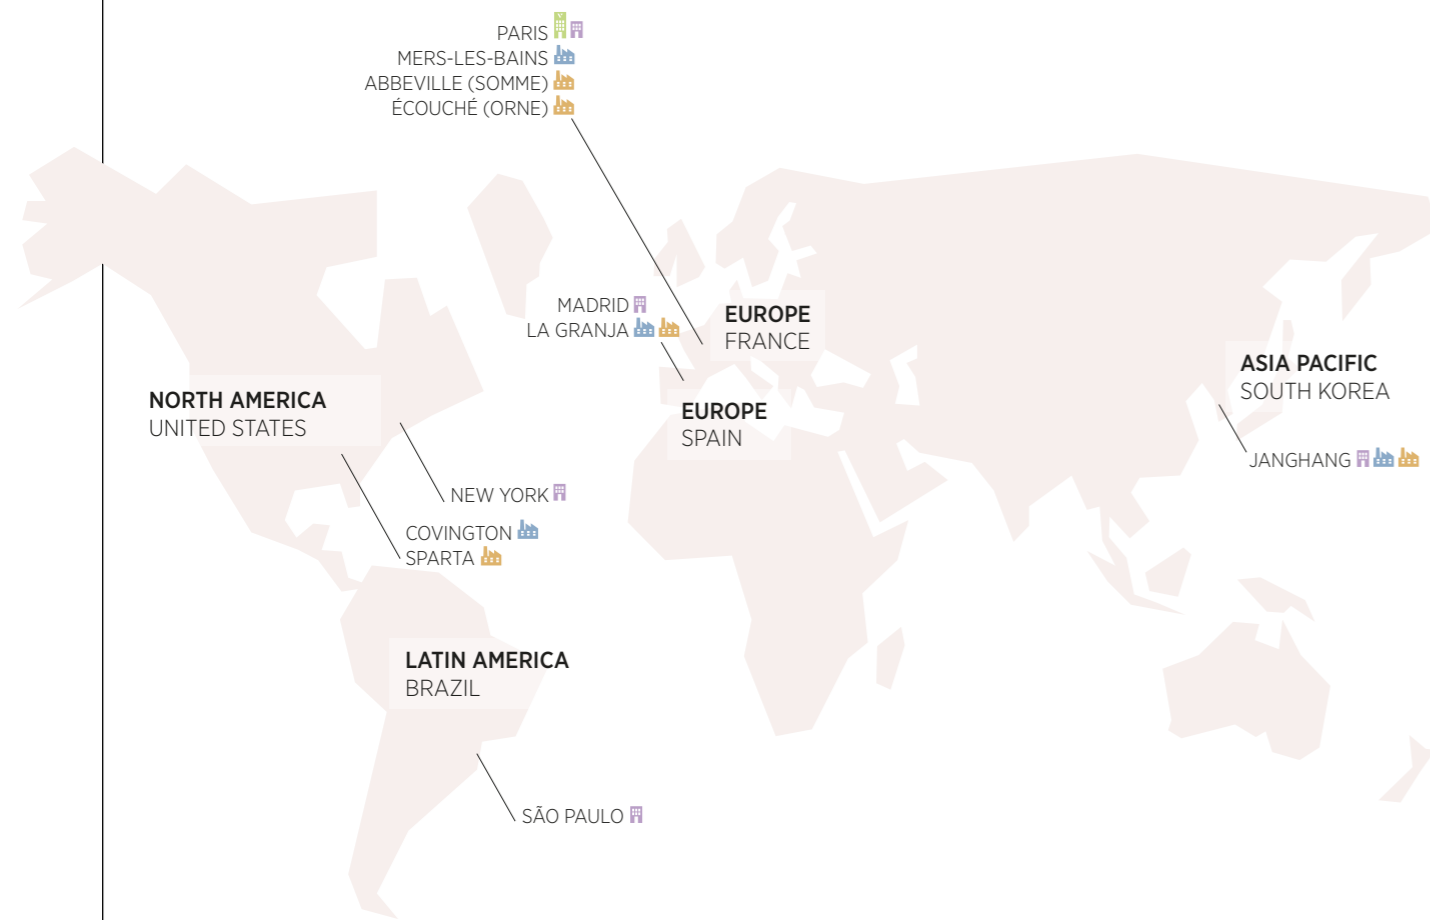 PARIS
MERS-LES-BAINS
ABBEVILLE (SOMME)
ÉCOUCHÉ (ORNE)
MADRID
LA GRANJA
EUROPE
FRANCE
EUROPE
SPAIN
ASIA PACIFIC
SOUTH KOREA
JANGHANG
NORTH AMERICA
UNITED STATES
NEW YORK
COVINGTON
SPARTA
LATIN AMERICA
BRAZIL
SÃO PAULO